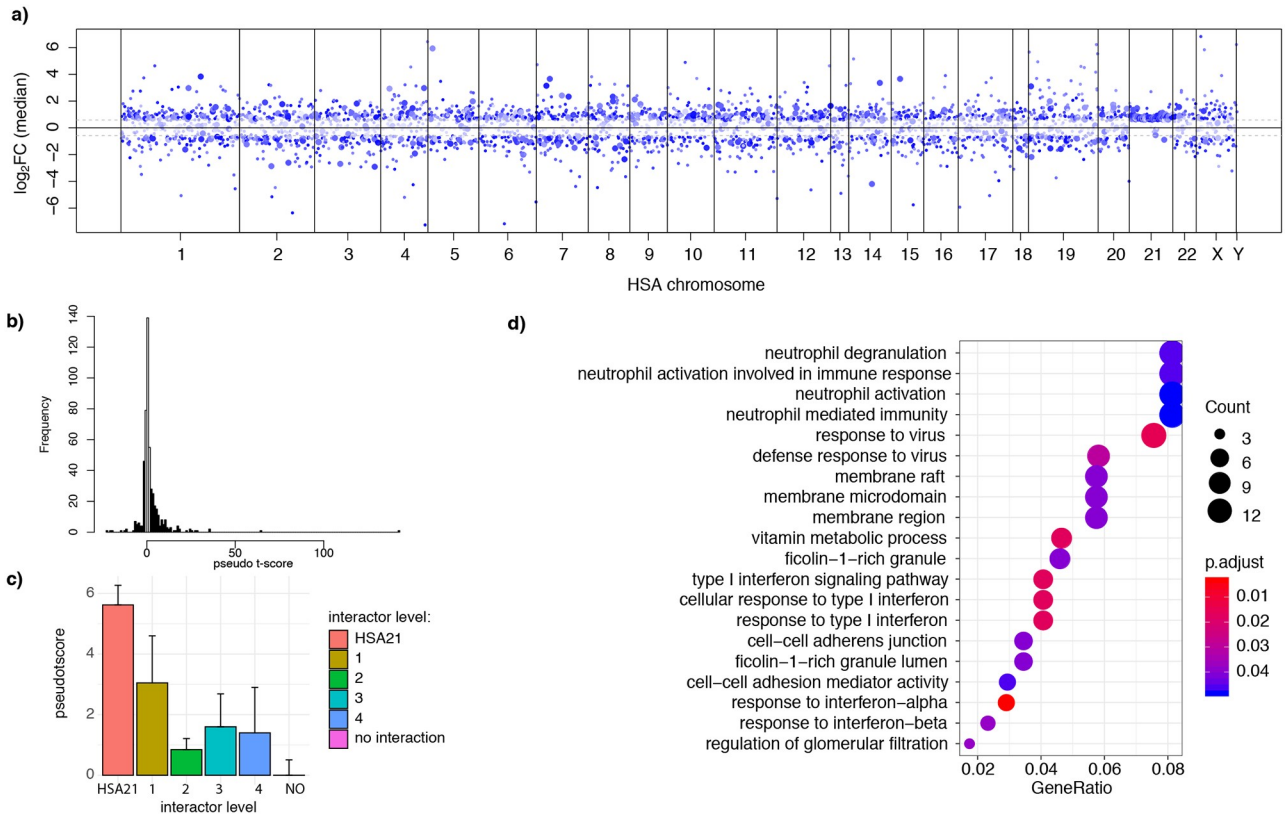 a)
log2FC (median)
6
4
2
0
−2
−4
−6
1 2 3 4 5 6 7 8 9 10 11 12 13 14 15 16 17 18 19 20 21 22 X Y
HSA chromosome
b)
Frequency
140
120
100
80
60
40
20
0
0 50 100
pseudo t-score
c)
pseudotscore
6
4
2
0
HSA21 1 2 3 4 NO
interactor level
interactor level:
HSA21
1
2
3
4
no interaction
d)
neutrophil degranulation
neutrophil activation involved in immune response
neutrophil activation
neutrophil mediated immunity
response to virus
defense response to virus
membrane raft
membrane microdomain
membrane region
vitamin metabolic process
ficolin−1−rich granule
type I interferon signaling pathway
cellular response to type I interferon
response to type I interferon
cell−cell adherens junction
ficolin−1−rich granule lumen
cell−cell adhesion mediator activity
response to interferon−alpha
response to interferon−beta
regulation of glomerular filtration
0.02 0.04 0.06 0.08
GeneRatio
Count
3
6
9
12
p.adjust
0.01
0.02
0.03
0.04